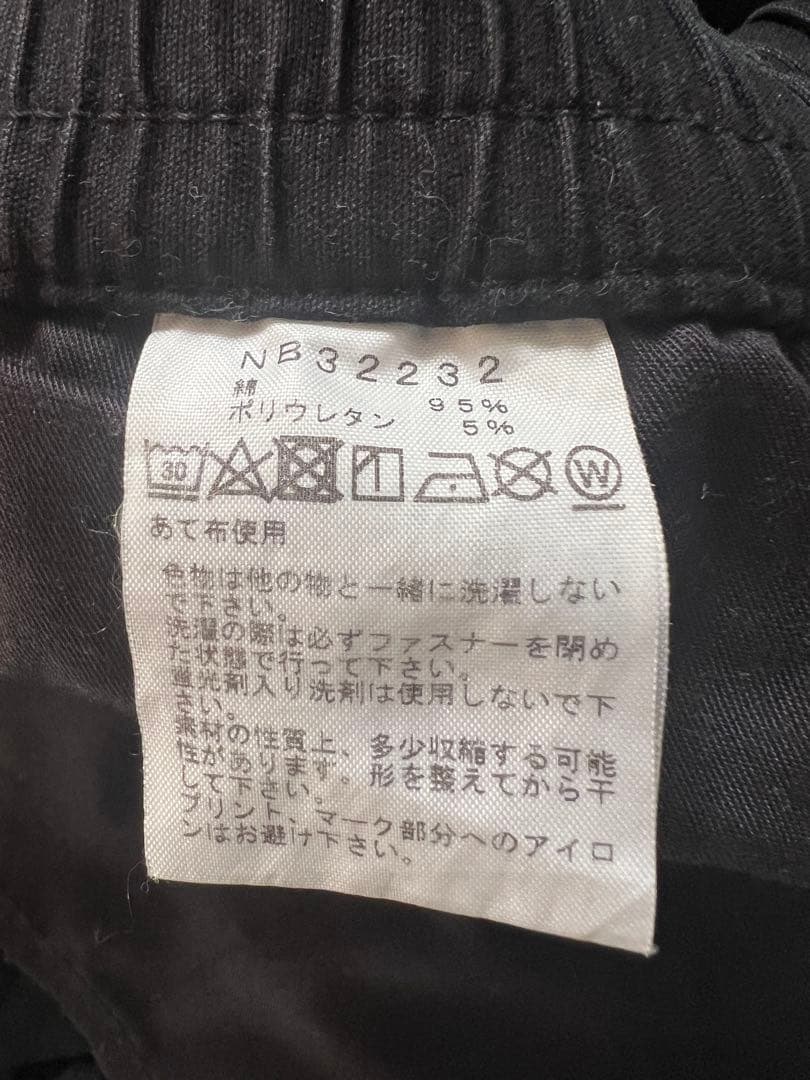 NB32232
綿 95%
ポリウレタン 5%
30 W
あて布使用
色物は他の物と一緒に洗濯しない
で下さい。
洗濯の際は必ずファスナーを閉め
た状態で行って下さい。
蛍光剤入り洗剤は使用しないで下
さい。
素材の性質上、多少収縮する可能
性があります。形を整えてから干
して下さい。
プリント、マーク部分へのアイロ
ンはお避け下さい。